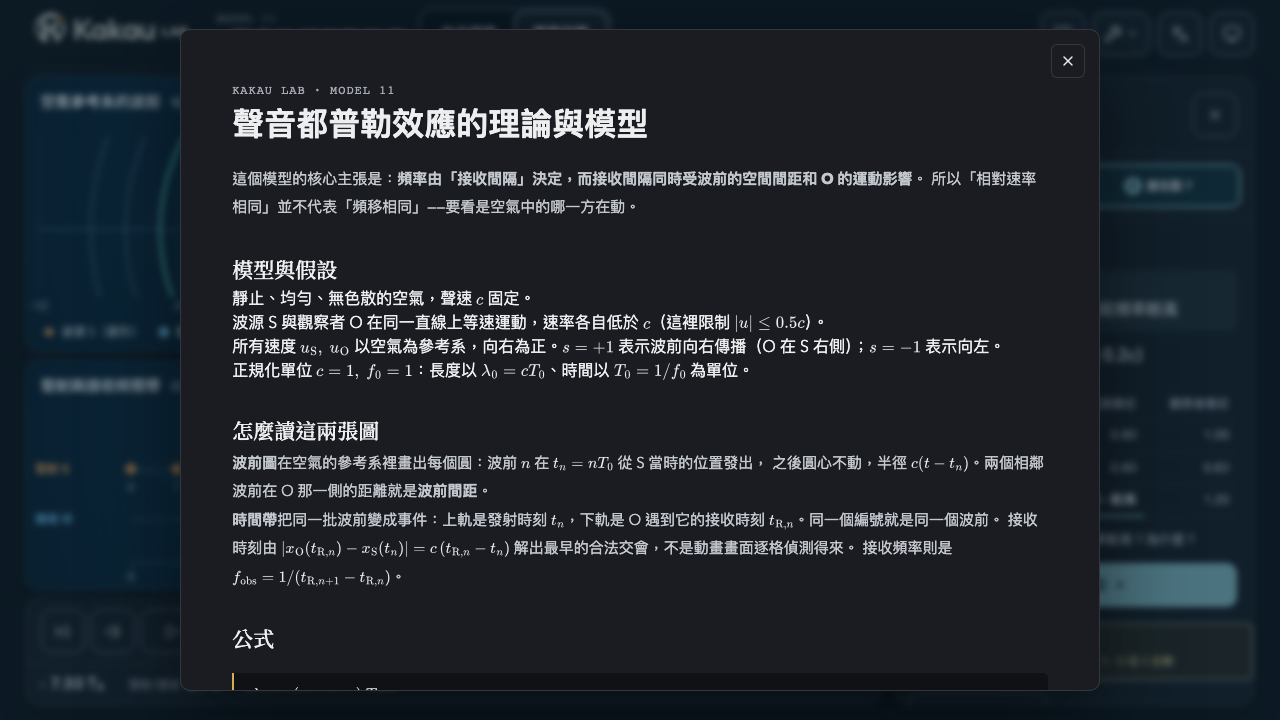 Kakau
KAKAU LAB · MODEL 11
聲音都普勒效應的理論與模型
這個模型的核心主張是：頻率由「接收間隔」決定，而接收間隔同時受波前的空間間距和 O 的運動影響。 所以「相對速率
相同」並不代表「頻移相同」——要看是空氣中的哪一方在動。
模型與假設
靜止、均勻、無色散的空氣，聲速 c 固定。
波源 S 與觀察者 O 在同一直線上等速運動，速率各自低於 c（這裡限制 |u| ≤ 0.5c）。
所有速度 u_S, u_O 以空氣為參考系，向右為正。s = +1 表示波前向右傳播（O 在 S 右側）；s = −1 表示向左。
正規化單位 c = 1, f_0 = 1：長度以 λ_0 = cT_0、時間以 T_0 = 1/f_0 為單位。
怎麼讀這兩張圖
波前圖在空氣的參考系裡畫出每個圓：波前 n 在 t_n = nT_0 從 S 當時的位置發出， 之後圓心不動，半徑 c(t − t_n)。兩個相鄰
波前在 O 那一側的距離就是波前間距。
時間帶把同一批波前變成事件：上軌是發射時刻 t_n，下軌是 O 遇到它的接收時刻 t_{R,n}。同一個編號就是同一個波前。 接收
時刻由 |x_O(t_{R,n}) − x_S(t_n)| = c (t_{R,n} − t_n) 解出最早的合法交會，不是動畫畫面逐格偵測得來。 接收頻率則是
f_obs = 1/(t_{R,n+1} − t_{R,n})。
公式